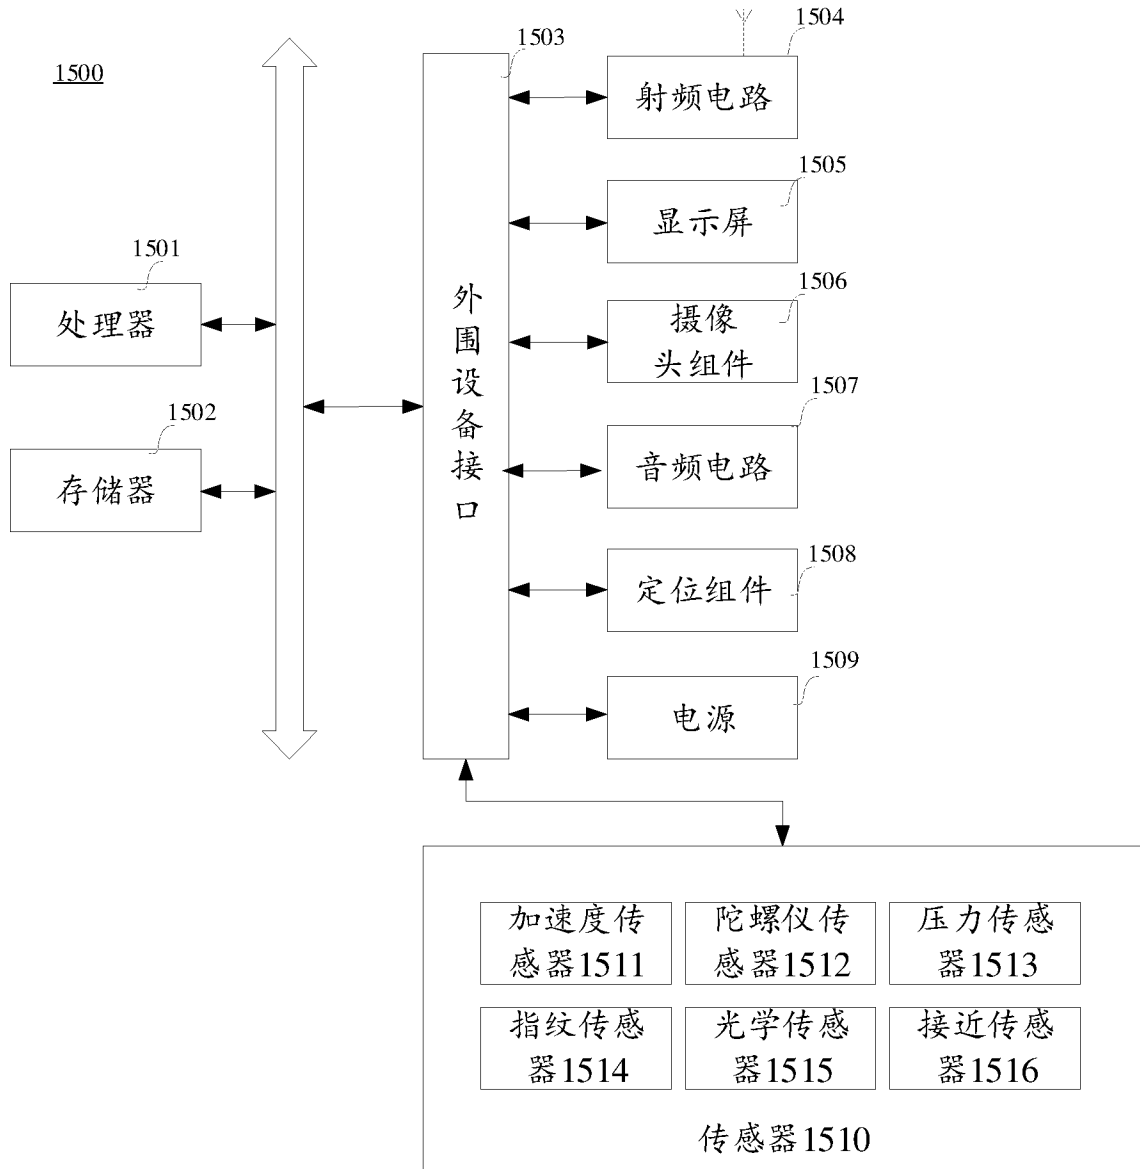 1500
1501
处理器
1502
存储器
1503
外围设备接口
1504
射频电路
1505
显示屏
1506
摄像
头组件
1507
音频电路
1508
定位组件
1509
电源
加速度传
感器1511
陀螺仪传
感器1512
压力传感
器1513
指纹传感
器1514
光学传感
器1515
接近传感
器1516
传感器1510